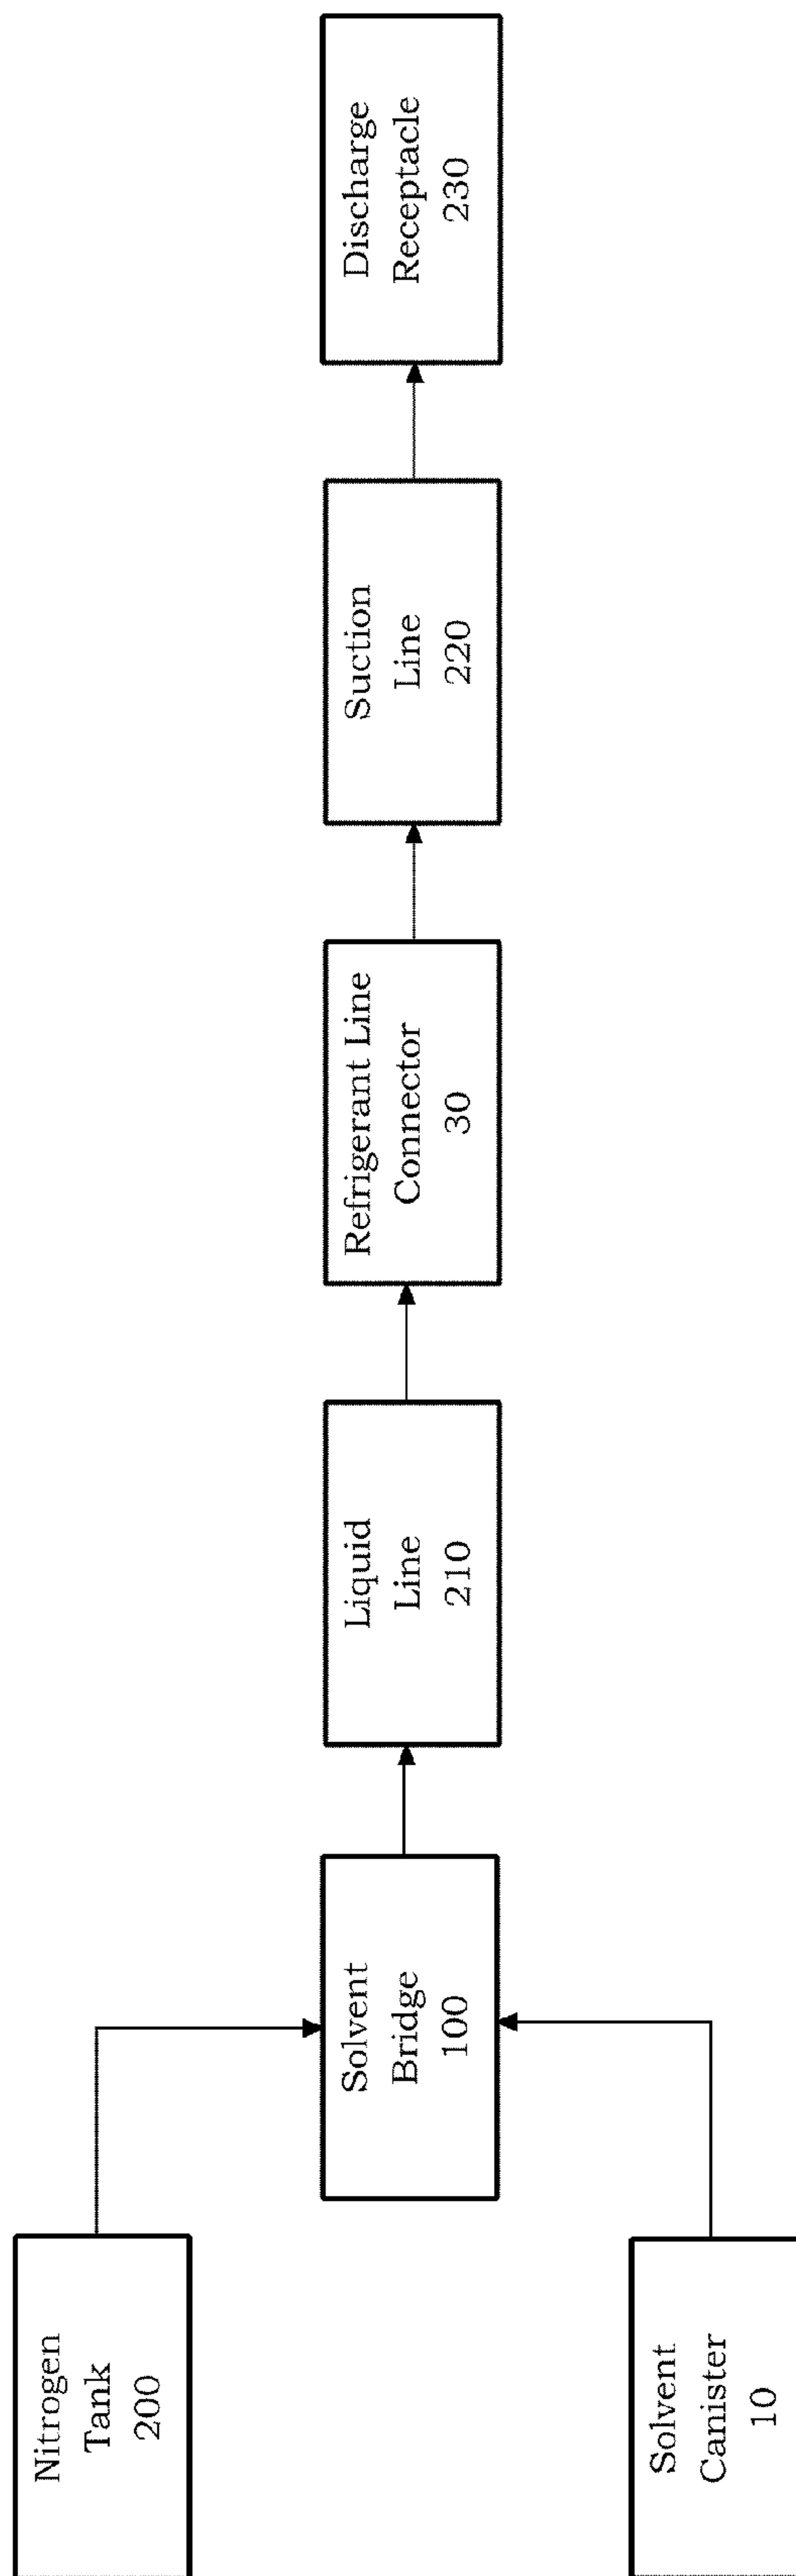 Nitrogen
Tank
200
Solvent
Canister
10
Solvent
Bridge
100
Liquid
Line
210
Refrigerant Line
Connector
30
Suction
Line
220
Discharge
Receptacle
230